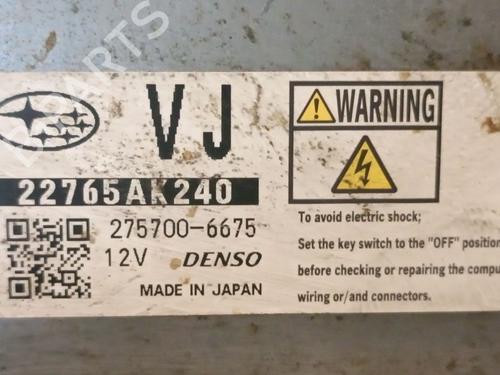 B-PARTS
VJ
22765AK240
275700-6675
12V DENSO
MADE IN JAPAN
WARNING
To avoid electric shock;
Set the key switch to the "OFF" position
before checking or repairing the
wiring or/and connectors.